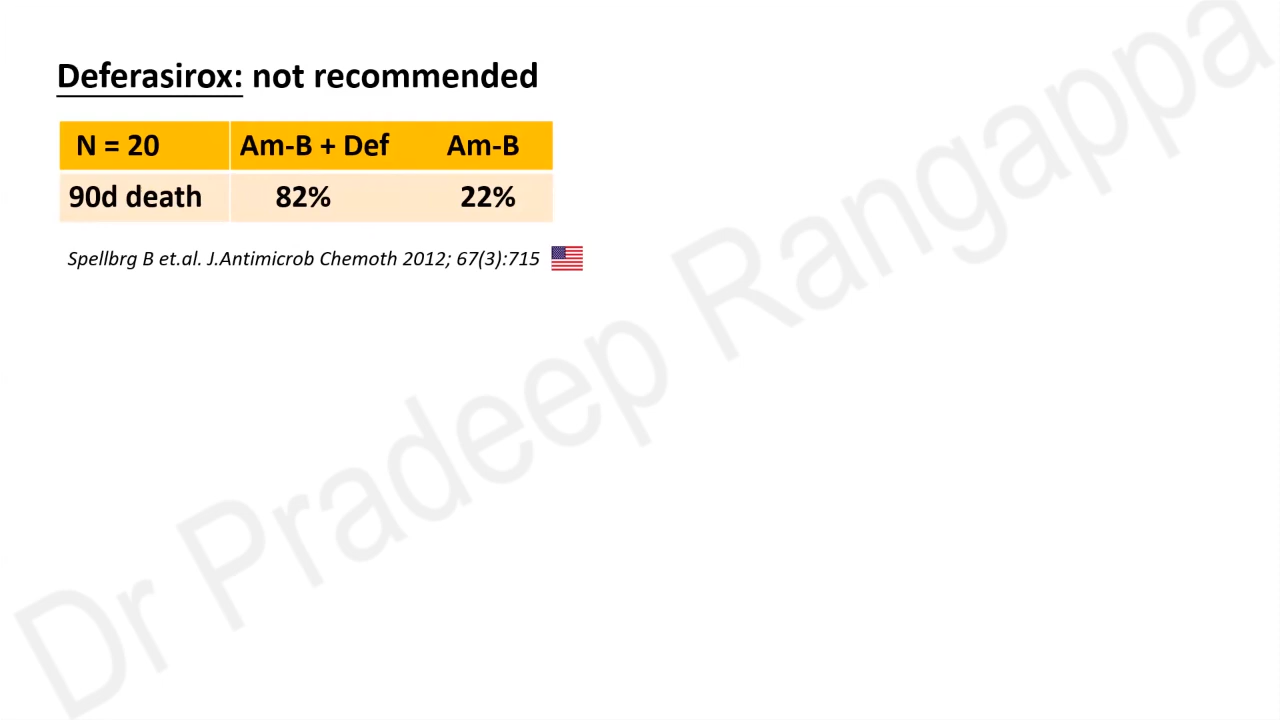 Deferasirox: not recommended
N = 20 Am-B + Def Am-B
90d death 82% 22%
Spellbrg B et.al. J.Antimicrob Chemoth 2012; 67(3):715
Dr Pradeep Rangappa